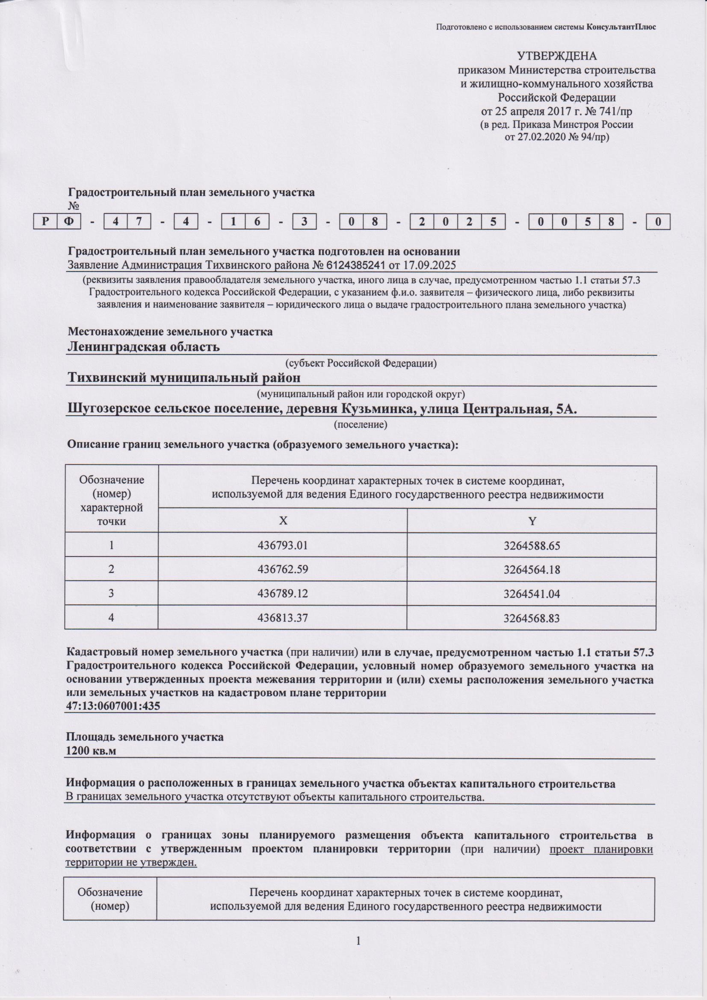 Подготовлено с использованием системы КонсультантПлюс
УТВЕРЖДЕНА
приказом Министерства строительства
и жилищно-коммунального хозяйства
Российской Федерации
от 25 апреля 2017 г. № 741/пр
(в ред. Приказа Минстроя России
от 27.02.2020 № 94/пр)
Градостроительный план земельного участка
№
Р Ф - 4 7 - 4 - 1 6 - 3 - 0 8 - 2 0 2 5 - 0 0 5 8 - 0
Градостроительный план земельного участка подготовлен на основании
Заявление Администрация Тихвинского района № 6124385241 от 17.09.2025
(реквизиты заявления правообладателя земельного участка, иного лица в случае, предусмотренном частью 1.1 статьи 57.3
Градостроительного кодекса Российской Федерации, с указанием ф.и.о. заявителя – физического лица, либо реквизиты
заявления и наименование заявителя – юридического лица о выдаче градостроительного плана земельного участка)
Местонахождение земельного участка
Ленинградская область
(субъект Российской Федерации)
Тихвинский муниципальный район
(муниципальный район или городской округ)
Шугозерское сельское поселение, деревня Кузьминка, улица Центральная, 5А.
(поселение)
Описание границ земельного участка (образуемого земельного участка):
Обозначение
(номер)
характерной
точки
Перечень координат характерных точек в системе координат,
используемой для ведения Единого государственного реестра недвижимости
X Y
1 436793.01 3264588.65
2 436762.59 3264564.18
3 436789.12 3264541.04
4 436813.37 3264568.83
Кадастровый номер земельного участка (при наличии) или в случае, предусмотренном частью 1.1 статьи 57.3
Градостроительного кодекса Российской Федерации, условный номер образуемого земельного участка на
основании утвержденных проекта межевания территории и (или) схемы расположения земельного участка
или земельных участков на кадастровом плане территории
47:13:0607001:435
Площадь земельного участка
1200 кв.м
Информация о расположенных в границах земельного участка объектах капитального строительства
В границах земельного участка отсутствуют объекты капитального строительства.
Информация о границах зоны планируемого размещения объекта капитального строительства в
соответствии с утвержденным проектом планировки территории (при наличии) проект планировки
территории не утвержден.
Обозначение
(номер)
Перечень координат характерных точек в системе координат,
используемой для ведения Единого государственного реестра недвижимости
1